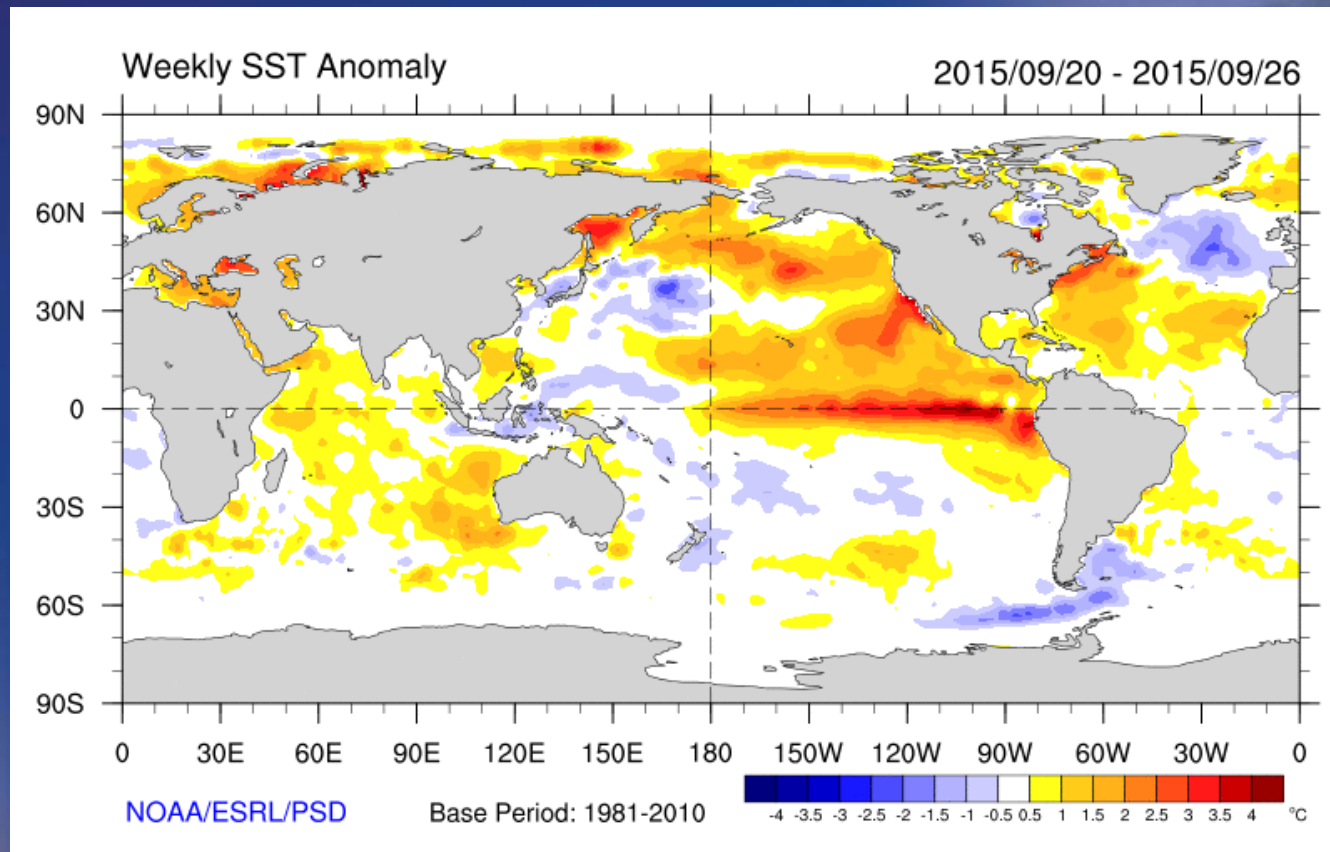 Weekly SST Anomaly
2015/09/20 - 2015/09/26
90N
60N
30N
0
30S
60S
90S
0 30E 60E 90E 120E 150E 180 150W 120W 90W 60W 30W 0
-4 -3.5 -3 -2.5 -2 -1.5 -1 -0.5 0.5 1 1.5 2 2.5 3 3.5 4 °C
NOAA/ESRL/PSD
Base Period: 1981-2010